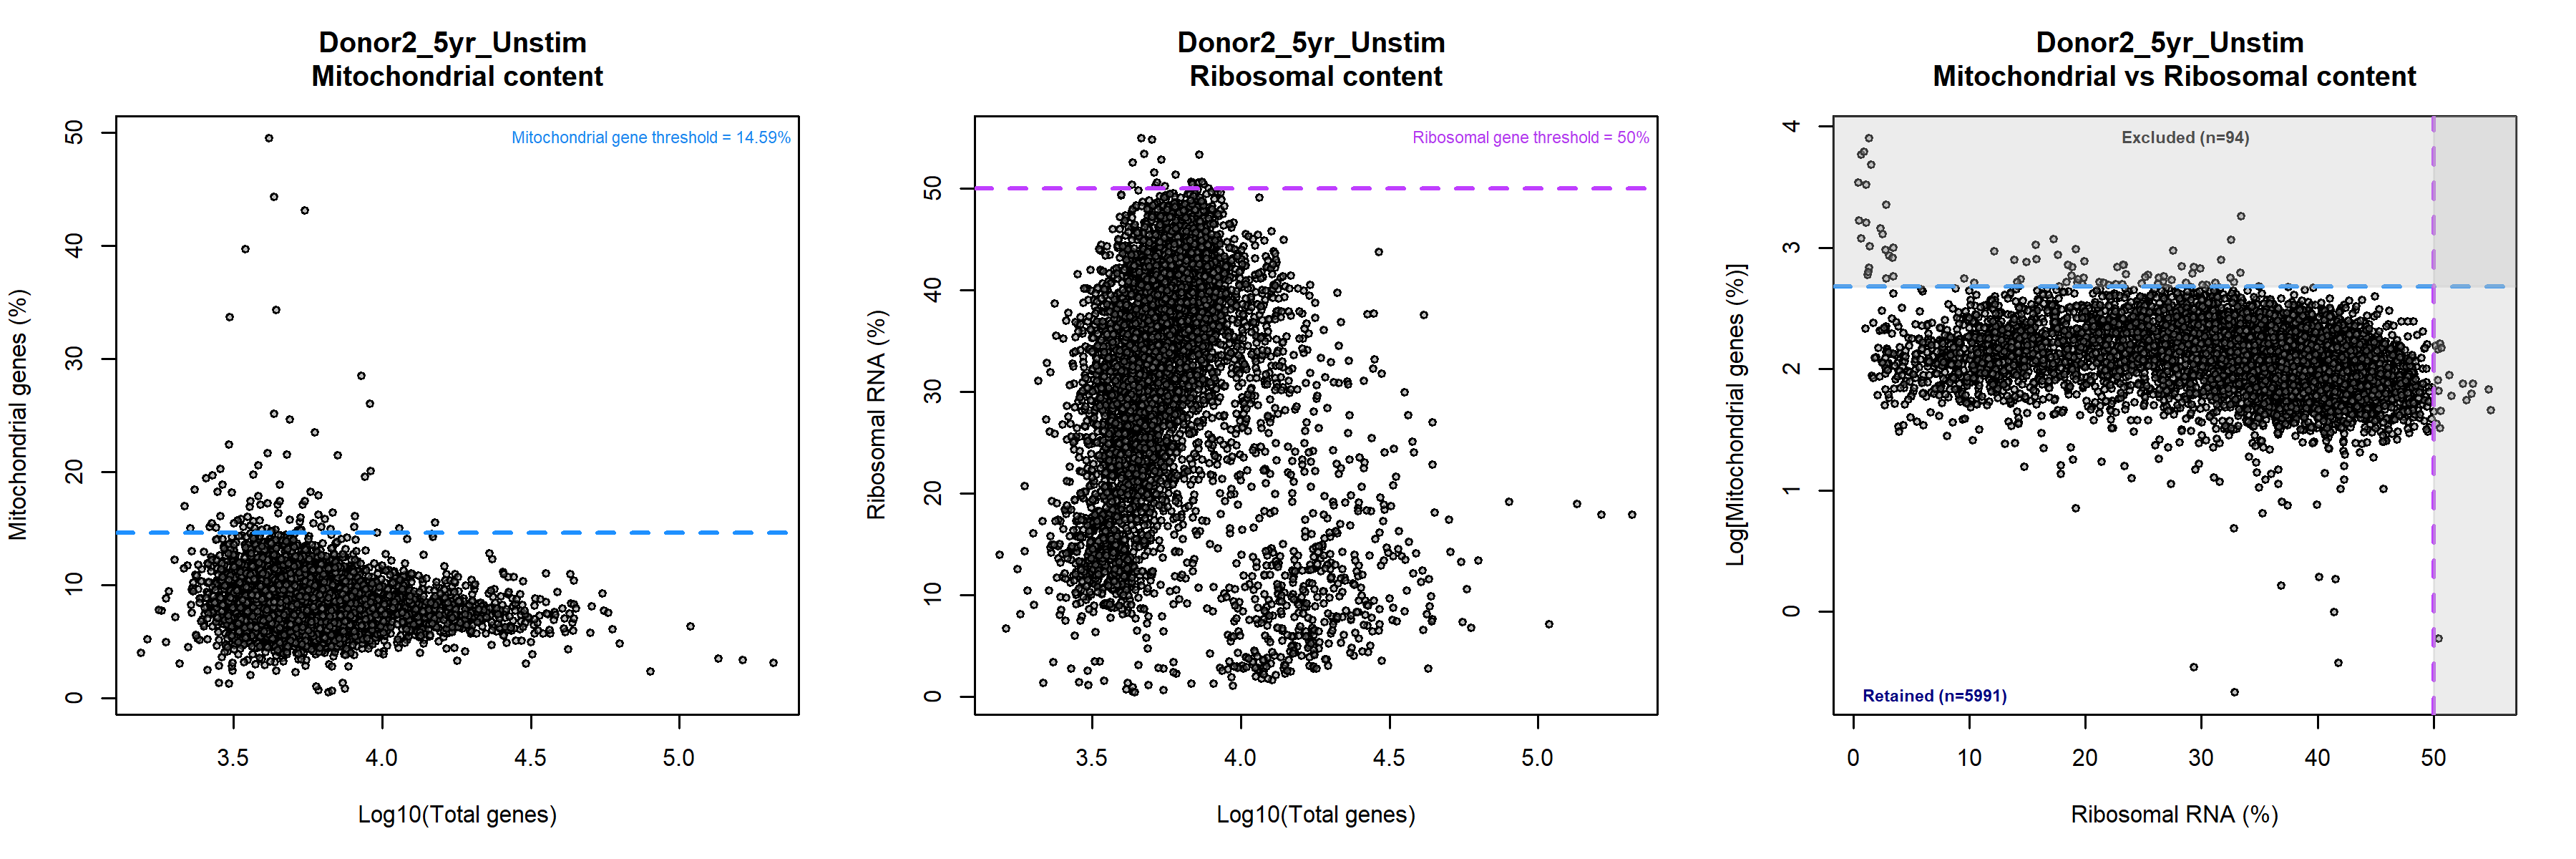 Donor2_5yr_Unstim
Mitochondrial content
Mitochondrial gene threshold = 14.59%
Mitochondrial genes (%)
50
40
30
20
10
0
3.5
4.0
4.5
5.0
Log10(Total genes)
Donor2_5yr_Unstim
Ribosomal content
Ribosomal gene threshold = 50%
Ribosomal RNA (%)
50
40
30
20
10
0
3.5
4.0
4.5
5.0
Log10(Total genes)
Donor2_5yr_Unstim
Mitochondrial vs Ribosomal content
Excluded (n=94)
Log[Mitochondrial genes (%)]
4
3
2
1
0
Retained (n=5991)
0
10
20
30
40
50
Ribosomal RNA (%)